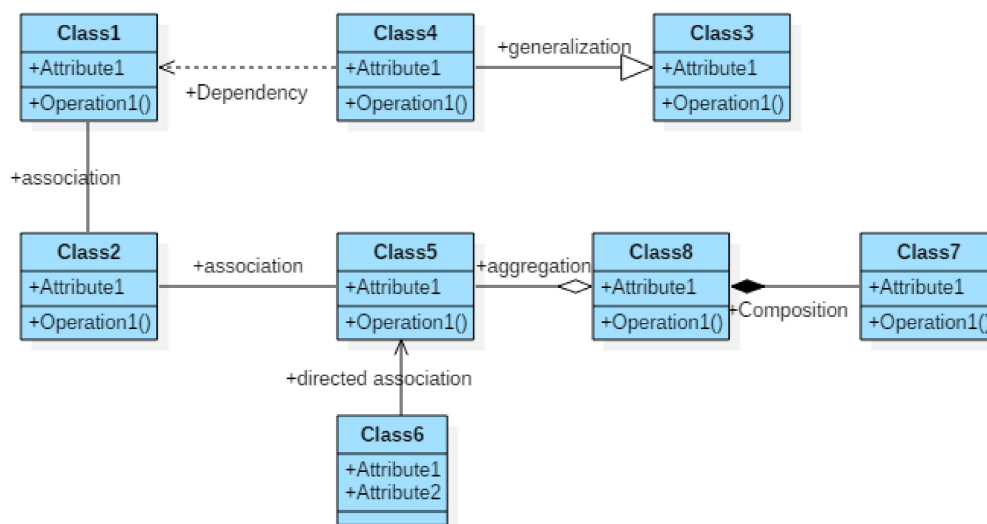 Class1
+Attribute1
+Operation1()
+Dependency
Class4
+Attribute1
+Operation1()
+generalization
Class3
+Attribute1
+Operation1()
+association
Class2
+Attribute1
+Operation1()
+association
Class5
+Attribute1
+Operation1()
+aggregation
Class8
+Attribute1
+Operation1()
+Composition
Class7
+Attribute1
+Operation1()
+directed association
Class6
+Attribute1
+Attribute2